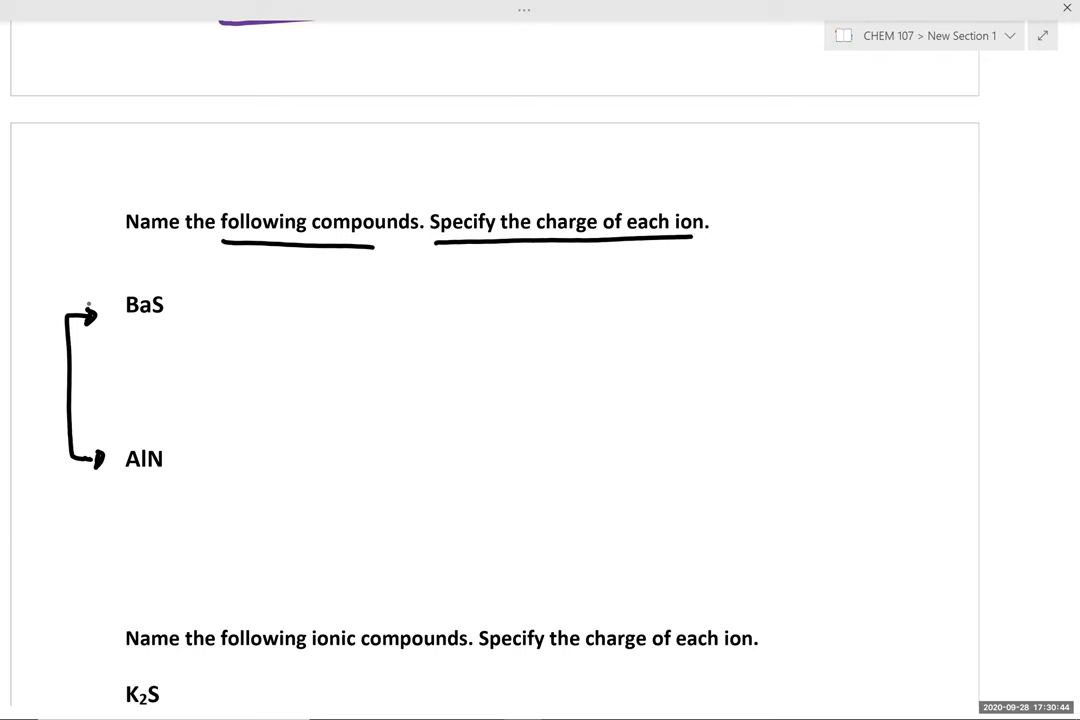 CHEM 107 > New Section 1
Name the following compounds. Specify the charge of each ion.
BaS
AlN
Name the following ionic compounds. Specify the charge of each ion.
K₂S
2020-09-28 17:30:44